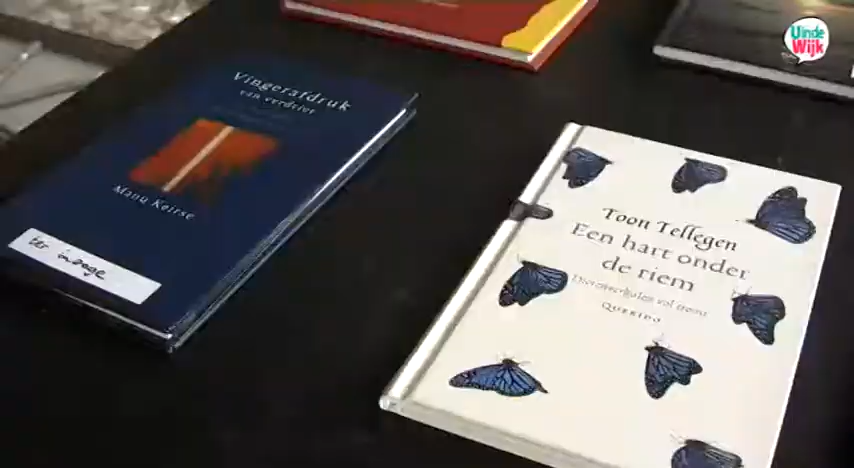 Uinde
Wijk
Vingerafdruk
van verdriet
Manu Keirse
ter inzage
Toon Tellegen
Een hart onder
de riem
Dierenverhalen vol troost
QUERIDO